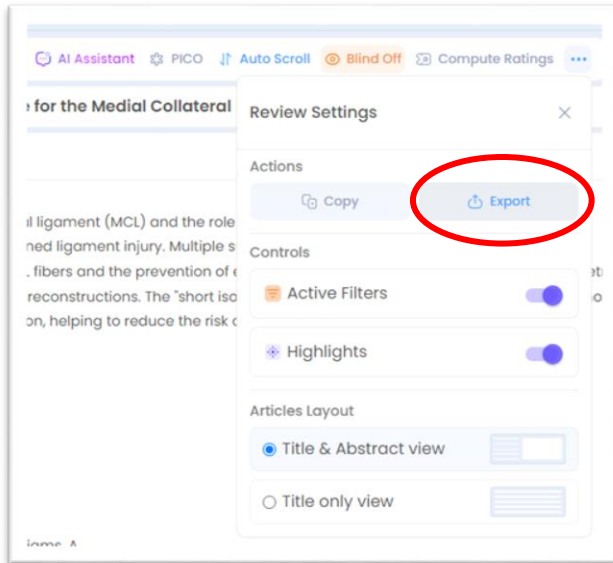 AI Assistant PICO Auto Scroll Blind Off Compute Ratings ...
for the Medial Collateral
Review Settings
Actions
Copy Export
al ligament (MCL) and the role
ned ligament injury. Multiple s
Controls
. fibers and the prevention of e
Active Filters
reconstructions. The "short iso
on, helping to reduce the risk o
Highlights
Articles Layout
Title & Abstract view
Title only view